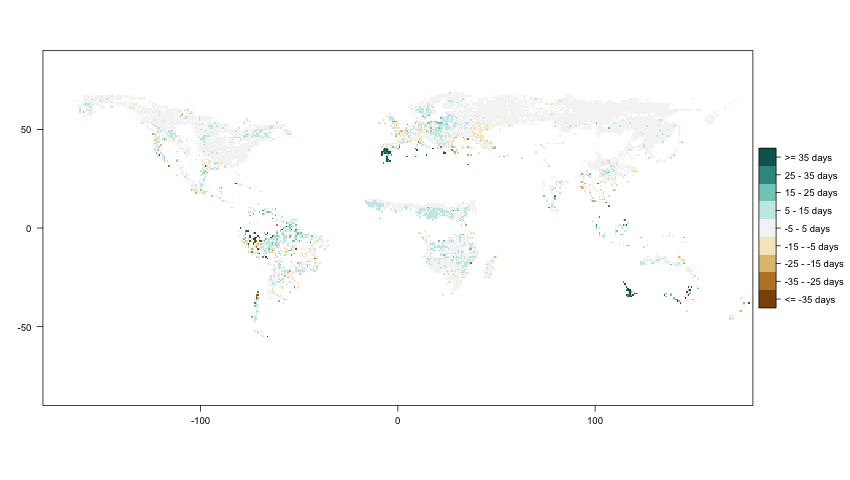 50
0
-50
-100
0
100
>= 35 days
25 - 35 days
15 - 25 days
5 - 15 days
-5 - 5 days
-15 - -5 days
-25 - -15 days
-35 - -25 days
<= -35 days